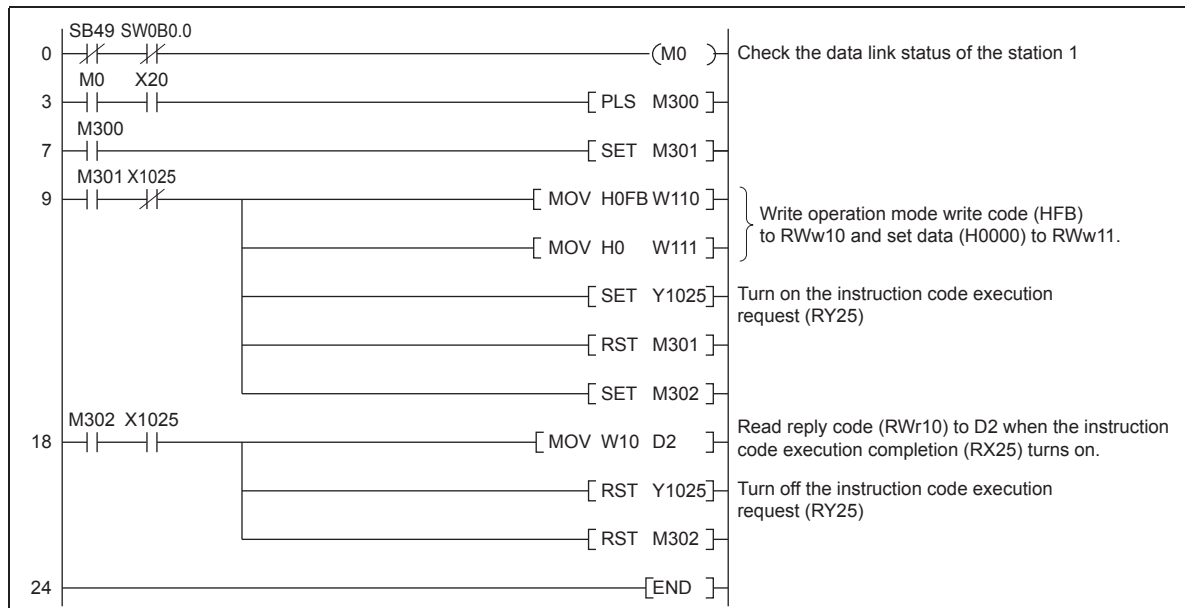 SB49 SW0B0.0
0 (M0 ) Check the data link status of the station 1
M0 X20
3 [ PLS M300 ]
M300
7 [ SET M301 ]
M301 X1025
9 [ MOV H0FB W110 ]
Write operation mode write code (HFB)
to RWw10 and set data (H0000) to RWw11.
[ MOV H0 W111 ]
[ SET Y1025 ] Turn on the instruction code execution
request (RY25)
[ RST M301 ]
[ SET M302 ]
M302 X1025
18 [ MOV W10 D2 ] Read reply code (RWr10) to D2 when the instruction
code execution completion (RX25) turns on.
[ RST Y1025 ] Turn off the instruction code execution
request (RY25)
[ RST M302 ]
24 [END ]